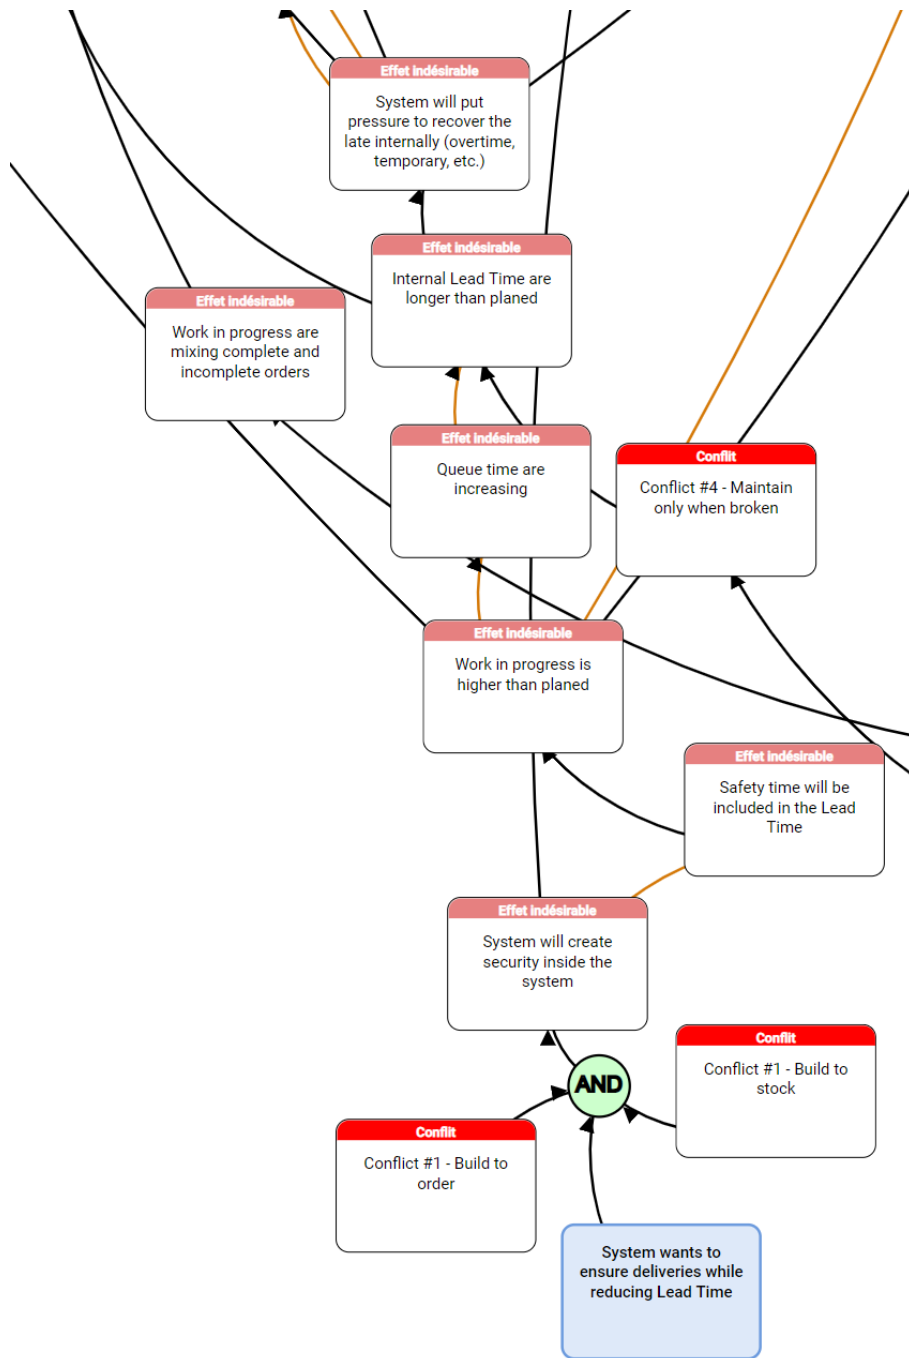 Effet indésirable
System will put
pressure to recover the
late internally (overtime,
temporary, etc.)
Effet indésirable
Internal Lead Time are
longer than planed
Effet indésirable
Work in progress are
mixing complete and
incomplete orders
Effet indésirable
Queue time are
increasing
Conflit
Conflict #4 - Maintain
only when broken
Effet indésirable
Work in progress is
higher than planed
Effet indésirable
Safety time will be
included in the Lead
Time
Effet indésirable
System will create
security inside the
system
Conflit
Conflict #1 - Build to
stock
AND
Conflit
Conflict #1 - Build to
order
System wants to
ensure deliveries while
reducing Lead Time